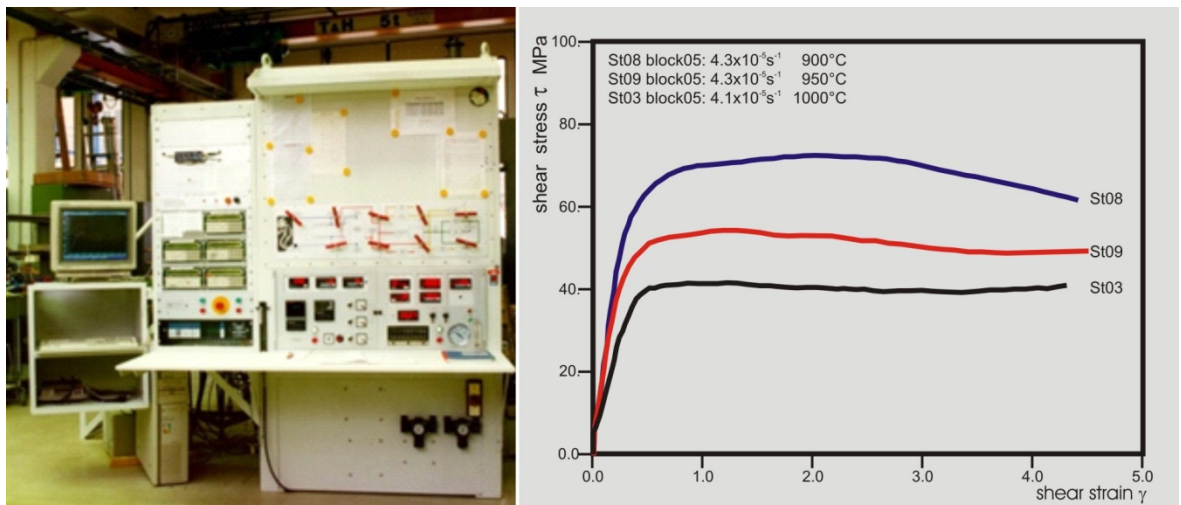 T&H 5t
shear stress τ MPa
100.
80.
60.
40.
20.
0.0
St08 block05: 4.3x10⁻⁵s⁻¹ 900°C
St09 block05: 4.3x10⁻⁵s⁻¹ 950°C
St03 block05: 4.1x10⁻⁵s⁻¹ 1000°C
St08
St09
St03
0.0 1.0 2.0 3.0 4.0 5.0
shear strain γ